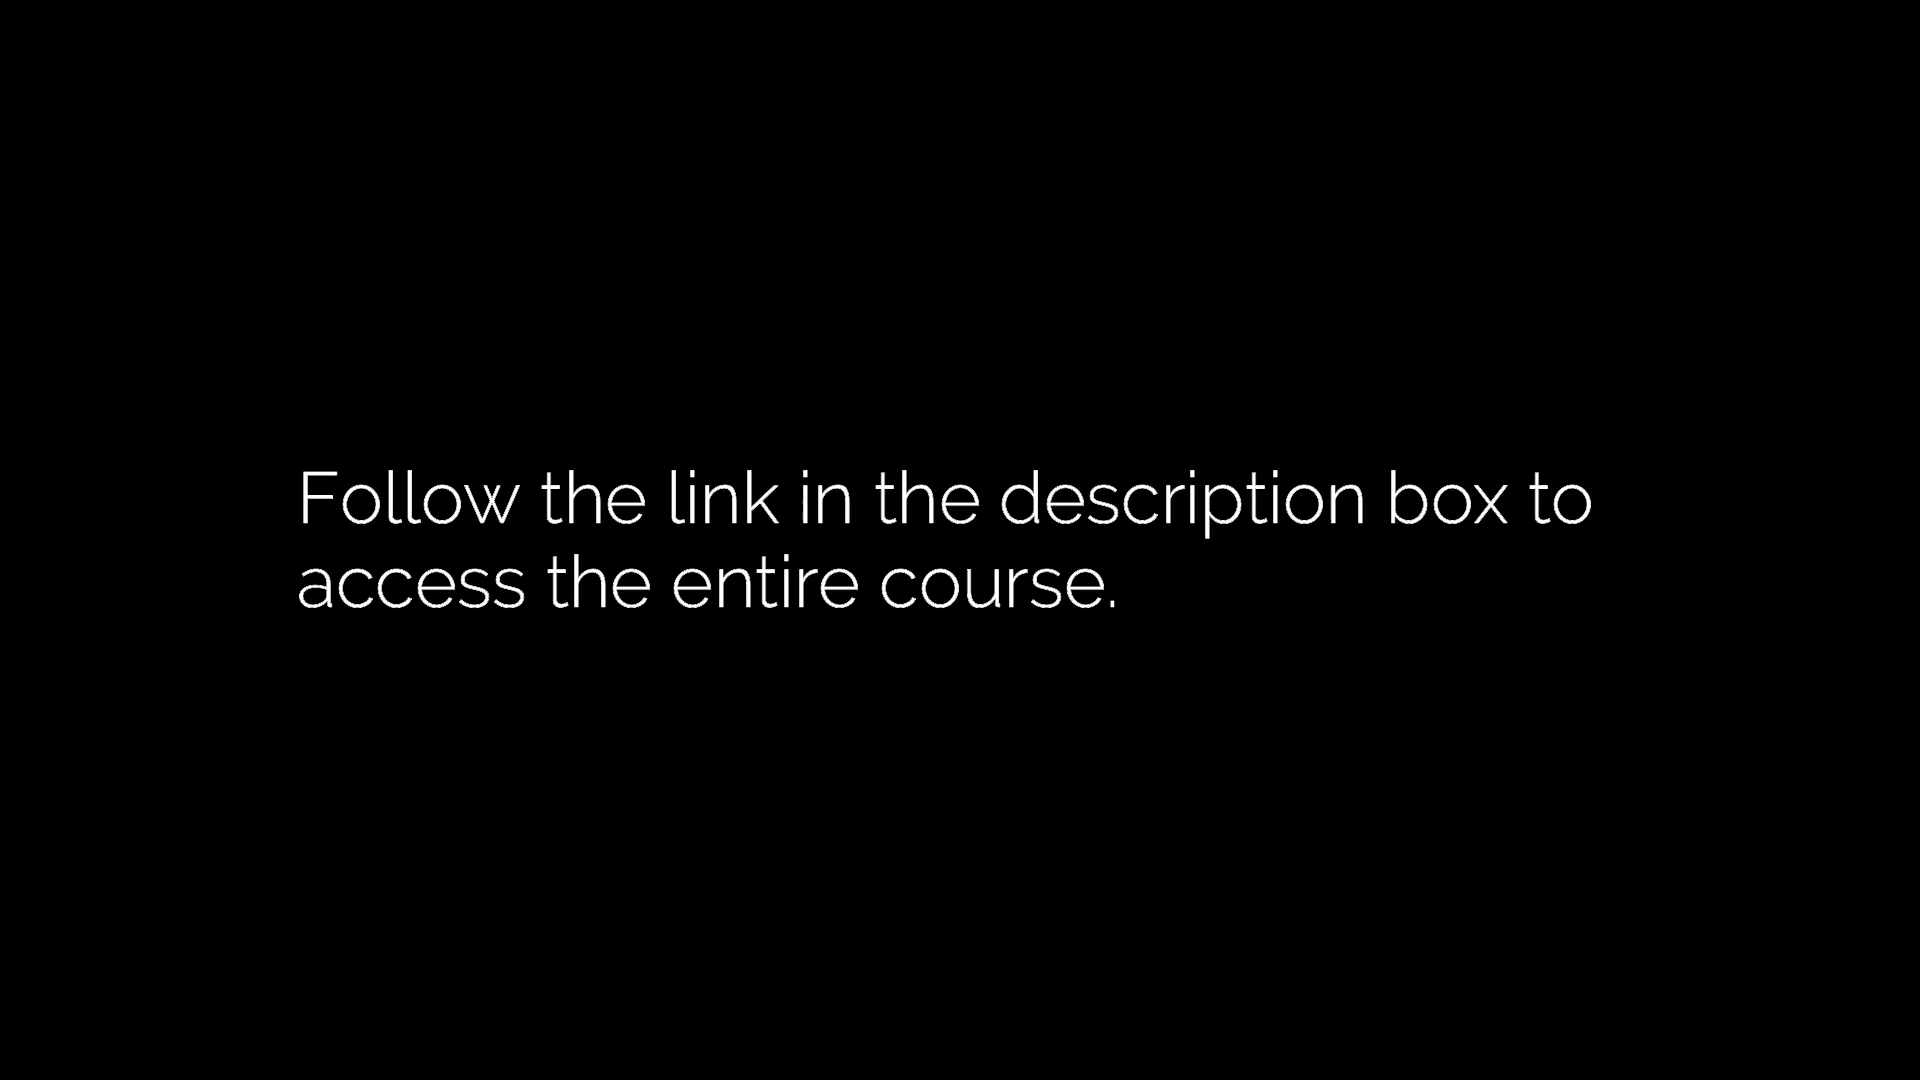 Follow the link in the description box to
access the entire course.